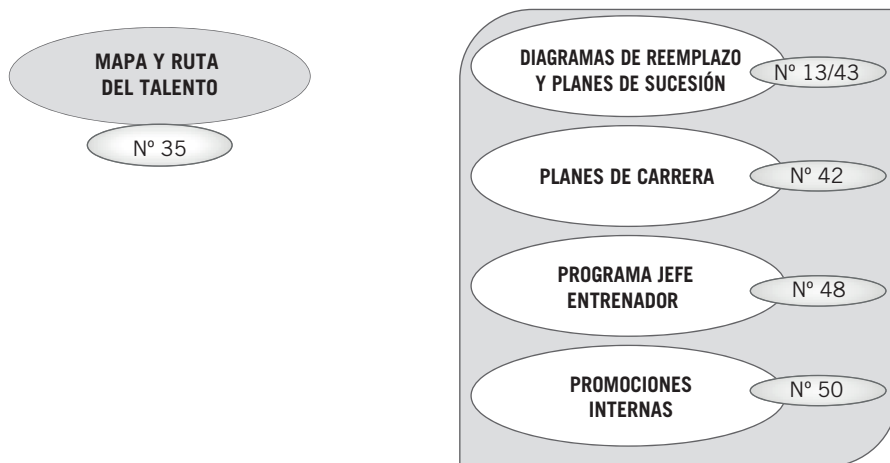 MAPA Y RUTA
DEL TALENTO
Nº 35
DIAGRAMAS DE REEMPLAZO
Y PLANES DE SUCESIÓN
Nº 13/43
PLANES DE CARRERA
Nº 42
PROGRAMA JEFE
ENTRENADOR
Nº 48
PROMOCIONES
INTERNAS
Nº 50